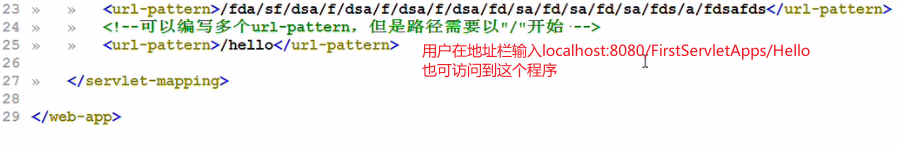 23 » » <url-pattern>/fda/sf/dsa/f/dsa/f/dsa/f/dsa/fd/sa/fd/sa/fd/sa/fds/a/fdsafds</url-pattern>
24 » » <!--可以编写多个url-pattern，但是路径需要以"/"开始 -->
25 » » <url-pattern>/hello</url-pattern>
用户在地址栏输入localhost:8080/FirstServletApps/Hello
也可访问到这个程序
26
27 » </servlet-mapping>
28
29 </web-app>